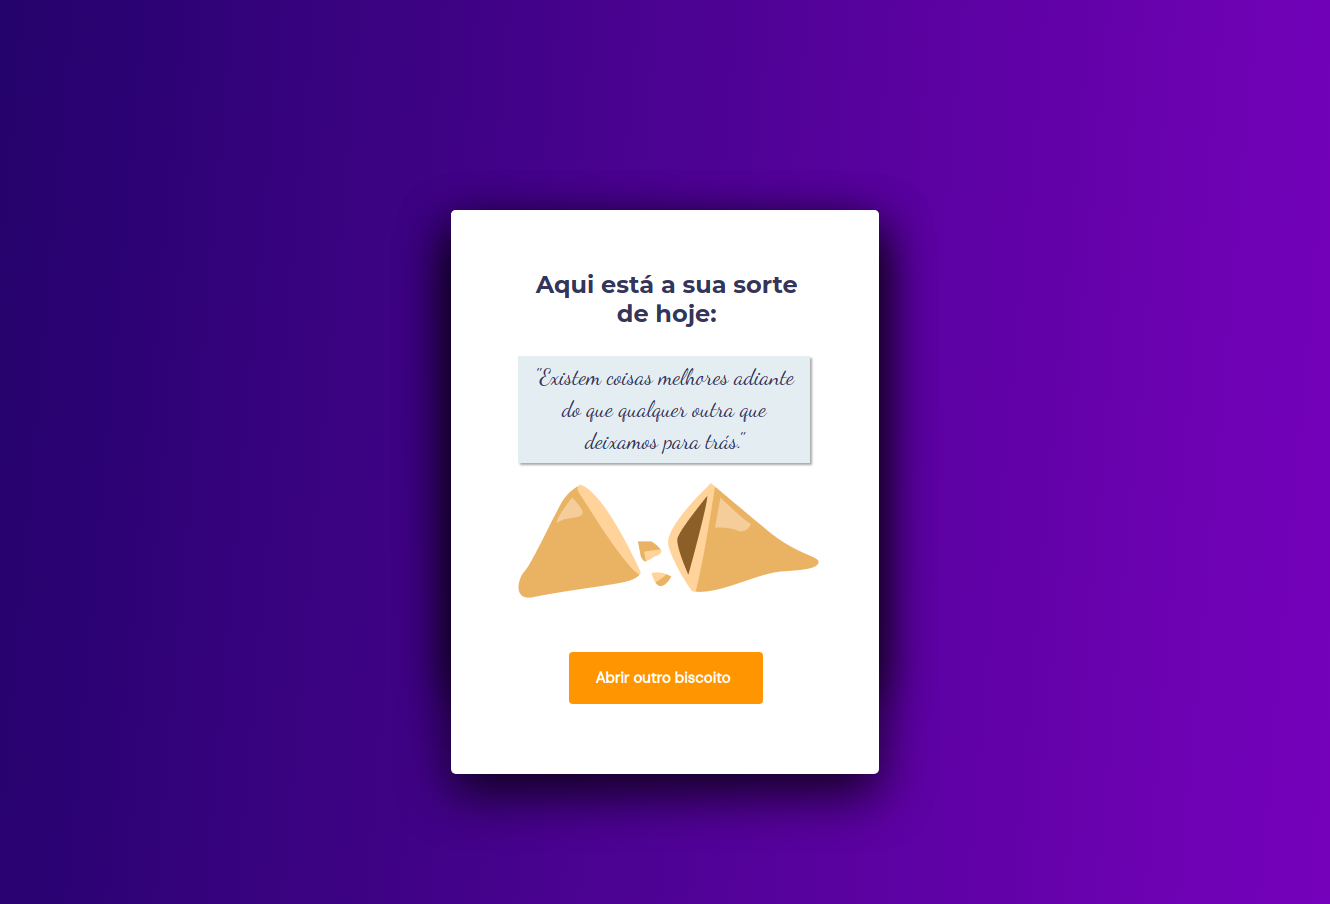 Aqui está a sua sorte
de hoje:
"Existem coisas melhores adiante
do que qualquer outra que
deixamos para trás."
Abrir outro biscoito